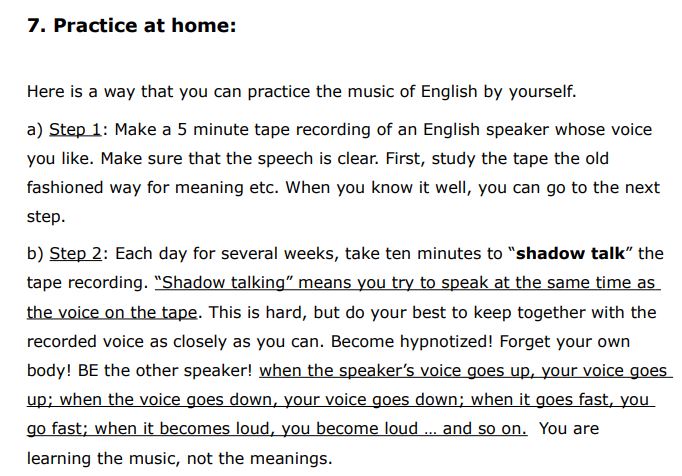 7. Practice at home:
Here is a way that you can practice the music of English by yourself.
a) Step 1: Make a 5 minute tape recording of an English speaker whose voice
you like. Make sure that the speech is clear. First, study the tape the old
fashioned way for meaning etc. When you know it well, you can go to the next
step.
b) Step 2: Each day for several weeks, take ten minutes to “shadow talk” the
tape recording. “Shadow talking” means you try to speak at the same time as
the voice on the tape. This is hard, but do your best to keep together with the
recorded voice as closely as you can. Become hypnotized! Forget your own
body! BE the other speaker! when the speaker’s voice goes up, your voice goes
up; when the voice goes down, your voice goes down; when it goes fast, you
go fast; when it becomes loud, you become loud … and so on. You are
learning the music, not the meanings.